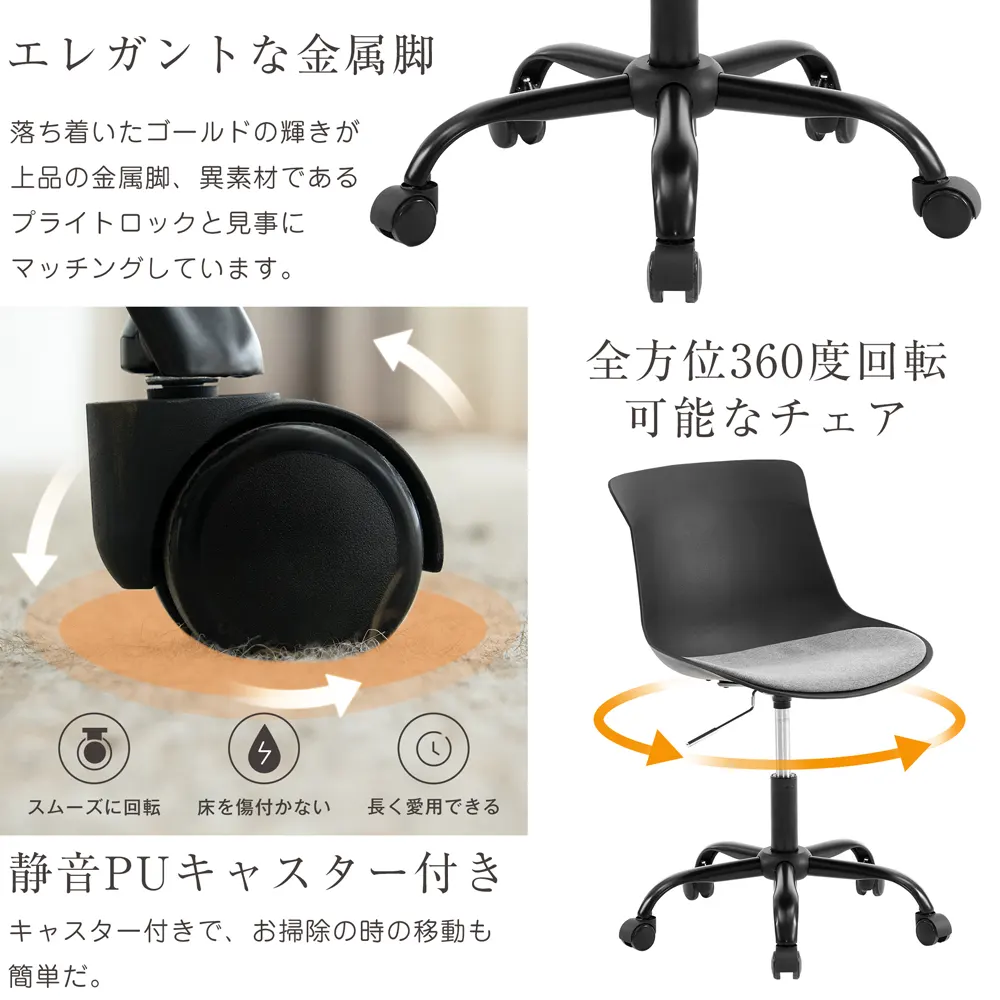 エレガントな金属脚
落ち着いたゴールドの輝きが
上品の金属脚、異素材である
プライトロックと見事に
マッチングしています。
全方位360度回転
可能なチェア
スムーズに回転
床を傷付かない
長く愛用できる
静音PUキャスター付き
キャスター付きで、お掃除の時の移動も
簡単だ。